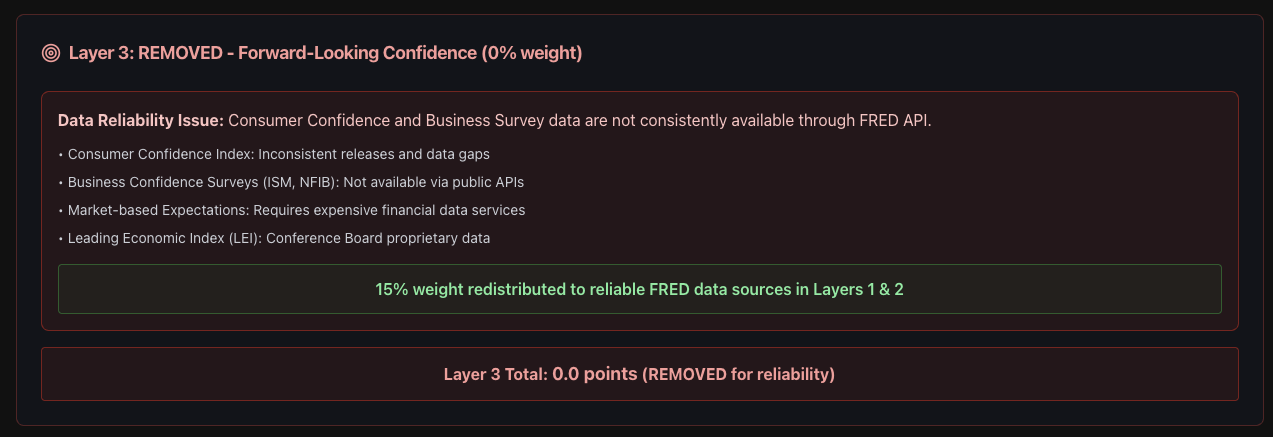 Layer 3: REMOVED - Forward-Looking Confidence (0% weight)
Data Reliability Issue: Consumer Confidence and Business Survey data are not consistently available through FRED API.
• Consumer Confidence Index: Inconsistent releases and data gaps
• Business Confidence Surveys (ISM, NFIB): Not available via public APIs
• Market-based Expectations: Requires expensive financial data services
• Leading Economic Index (LEI): Conference Board proprietary data
15% weight redistributed to reliable FRED data sources in Layers 1 & 2
Layer 3 Total: 0.0 points (REMOVED for reliability)